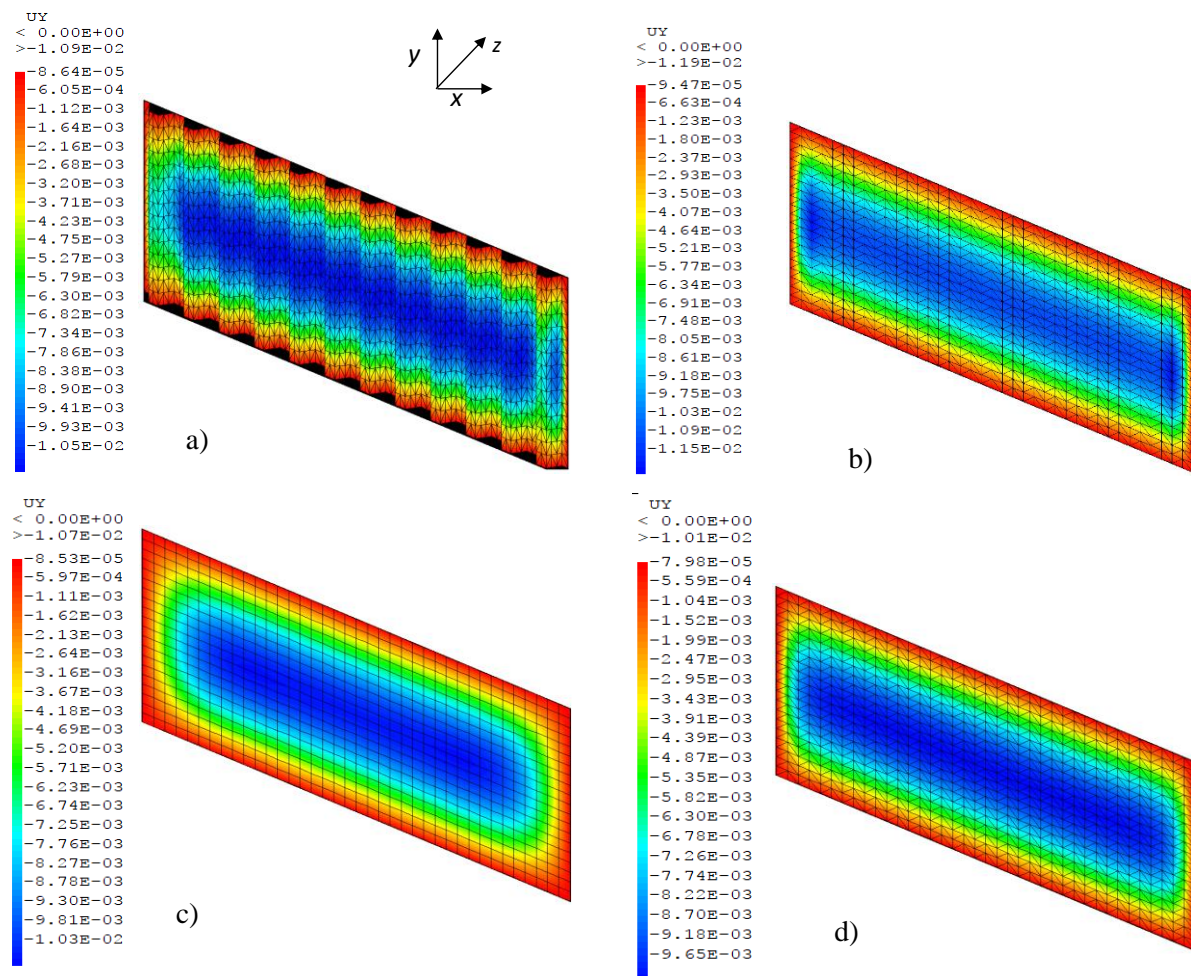 UY
< 0.00E+00
>-1.09E-02
-8.64E-05
-6.05E-04
-1.12E-03
-1.64E-03
-2.16E-03
-2.68E-03
-3.20E-03
-3.71E-03
-4.23E-03
-4.75E-03
-5.27E-03
-5.79E-03
-6.30E-03
-6.82E-03
-7.34E-03
-7.86E-03
-8.38E-03
-8.90E-03
-9.41E-03
-9.93E-03
-1.05E-02
y
z
x
a)
UY
< 0.00E+00
>-1.19E-02
-9.47E-05
-6.63E-04
-1.23E-03
-1.80E-03
-2.37E-03
-2.93E-03
-3.50E-03
-4.07E-03
-4.64E-03
-5.21E-03
-5.77E-03
-6.34E-03
-6.91E-03
-7.48E-03
-8.05E-03
-8.61E-03
-9.18E-03
-9.75E-03
-1.03E-02
-1.09E-02
-1.15E-02
b)
UY
< 0.00E+00
>-1.07E-02
-8.53E-05
-5.97E-04
-1.11E-03
-1.62E-03
-2.13E-03
-2.64E-03
-3.16E-03
-3.67E-03
-4.18E-03
-4.69E-03
-5.20E-03
-5.71E-03
-6.23E-03
-6.74E-03
-7.25E-03
-7.76E-03
-8.27E-03
-8.78E-03
-9.30E-03
-9.81E-03
-1.03E-02
c)
UY
< 0.00E+00
>-1.01E-02
-7.98E-05
-5.59E-04
-1.04E-03
-1.52E-03
-1.99E-03
-2.47E-03
-2.95E-03
-3.43E-03
-3.91E-03
-4.39E-03
-4.87E-03
-5.35E-03
-5.82E-03
-6.30E-03
-6.78E-03
-7.26E-03
-7.74E-03
-8.22E-03
-8.70E-03
-9.18E-03
-9.65E-03
d)